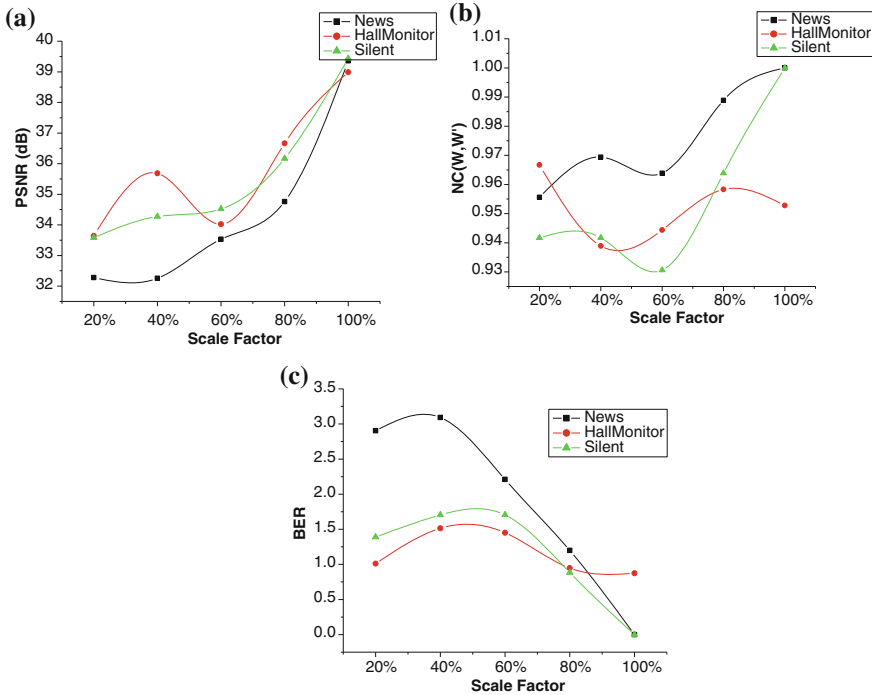 (a)
40
39
37
36
35
34
33
32
PSNR (dB)
20%
40%
60%
80%
100%
Scale Factor
News
HallMonitor
Silent
(b)
1.01
1.00
0.99
0.98
0.97
0.96
0.95
0.94
0.93
NC(W,W')
20%
40%
60%
80%
100%
Scale Factor
News
HallMonitor
Silent
(c)
3.5
3.0
2.5
2.0
1.5
1.0
0.5
0.0
BER
20%
40%
60%
80%
100%
Scale Factor
News
HallMonitor
Silent